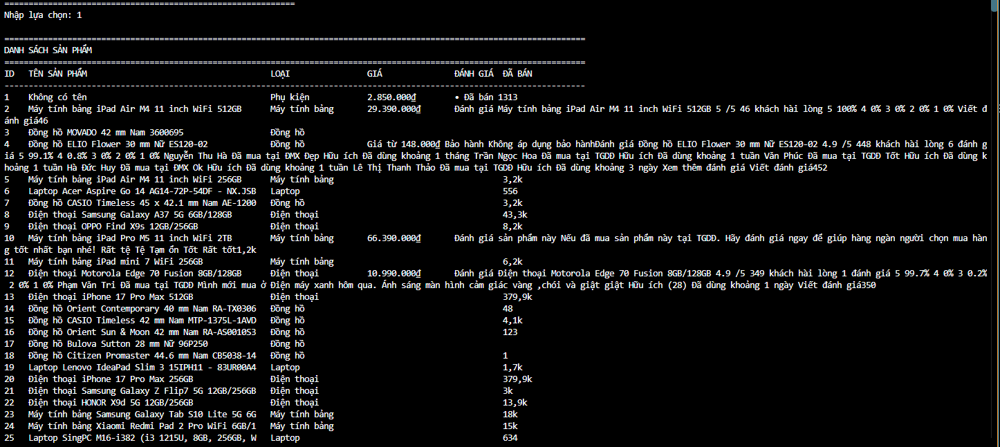 ============================================================
Nhập lựa chọn: 1
========================================================================================================================
DANH SÁCH SẢN PHẨM
========================================================================================================================
ID TÊN SẢN PHẨM LOẠI GIÁ ĐÁNH GIÁ ĐÃ BÁN
------------------------------------------------------------------------------------------------------------------------
1 Không có tên Phụ kiện 2.850.000₫ • Đã bán 1313
2 Máy tính bảng iPad Air M4 11 inch WiFi 512GB Máy tính bảng 29.390.000₫ Đánh giá Máy tính bảng iPad Air M4 11 inch WiFi 512GB 5 /5 46 khách hài lòng 5 100% 4 0% 3 0% 2 0% 1 0% Viết đ
ánh giá46
3 Đồng hồ MOVADO 42 mm Nam 3600695 Đồng hồ
4 Đồng hồ ELIO Flower 30 mm Nữ ES120-02 Đồng hồ Giá từ 148.000₫ Bảo hành Không áp dụng bảo hànhĐánh giá Đồng hồ ELIO Flower 30 mm Nữ ES120-02 4.9 /5 448 khách hài lòng 6 đánh g
iá 5 99.1% 4 0.8% 3 0% 2 0% 1 0% Nguyễn Thu Hà Đã mua tại ĐMX Đẹp Hữu ích Đã dùng khoảng 1 tháng Trần Ngọc Hoa Đã mua tại TGDĐ Hữu ích Đã dùng khoảng 1 tuần Văn Phúc Đã mua tại TGDĐ Tốt Hữu ích Đã dùng k
hoảng 1 tuần Hà Đức Huy Đã mua tại ĐMX Ok Hữu ích Đã dùng khoảng 1 tuần Lê Thị Thanh Thảo Đã mua tại TGDĐ Hữu ích Đã dùng khoảng 3 ngày Xem thêm đánh giá Viết đánh giá452
5 Máy tính bảng iPad Air M4 11 inch WiFi 256GB Máy tính bảng 3,2k
6 Laptop Acer Aspire Go 14 AG14-72P-54DF - NX.JSB Laptop 556
7 Đồng hồ CASIO Timeless 45 x 42.1 mm Nam AE-1200 Đồng hồ 3,2k
8 Điện thoại Samsung Galaxy A37 5G 6GB/128GB Điện thoại 43,3k
9 Điện thoại OPPO Find X9s 12GB/256GB Điện thoại 8,2k
10 Máy tính bảng iPad Pro M5 11 inch WiFi 2TB Máy tính bảng 66.390.000₫ Đánh giá sản phẩm này Nếu đã mua sản phẩm này tại TGDĐ. Hãy đánh giá ngay để giúp hàng ngàn người chọn mua hàn
g tốt nhất bạn nhé! Rất tệ Tệ Tạm ổn Tốt Rất tốt1,2k
11 Máy tính bảng iPad mini 7 WiFi 256GB Máy tính bảng 6,2k
12 Điện thoại Motorola Edge 70 Fusion 8GB/128GB Điện thoại 10.990.000₫ Đánh giá Điện thoại Motorola Edge 70 Fusion 8GB/128GB 4.9 /5 349 khách hài lòng 1 đánh giá 5 99.7% 4 0% 3 0.2%
2 0% 1 0% Phạm Văn Tri Đã mua tại TGDĐ Mình mới mua ở Điện máy xanh hôm qua. Ánh sáng màn hình cảm giác vàng ,chói và giật giật Hữu ích (28) Đã dùng khoảng 1 ngày Viết đánh giá350
13 Điện thoại iPhone 17 Pro Max 512GB Điện thoại 379,9k
14 Đồng hồ Orient Contemporary 40 mm Nam RA-TX0306 Đồng hồ 48
15 Đồng hồ CASIO Timeless 42 mm Nam MTP-1375L-1AVD Đồng hồ 4,1k
16 Đồng hồ Orient Sun & Moon 42 mm Nam RA-AS0010S3 Đồng hồ 123
17 Đồng hồ Bulova Sutton 28 mm Nữ 96P250 Đồng hồ
18 Đồng hồ Citizen Promaster 44.6 mm Nam CB5038-14 Đồng hồ 1
19 Laptop Lenovo IdeaPad Slim 3 15IPH11 - 83UR00A4 Laptop 1,7k
20 Điện thoại iPhone 17 Pro Max 256GB Điện thoại 379,9k
21 Điện thoại Samsung Galaxy Z Flip7 5G 12GB/256GB Điện thoại 3k
22 Điện thoại HONOR X9d 5G 12GB/256GB Điện thoại 13,9k
23 Máy tính bảng Samsung Galaxy Tab S10 Lite 5G 6G Máy tính bảng 18k
24 Máy tính bảng Xiaomi Redmi Pad 2 Pro WiFi 6GB/1 Máy tính bảng 15k
25 Laptop SingPC M16-i382 (i3 1215U, 8GB, 256GB, W Laptop 634